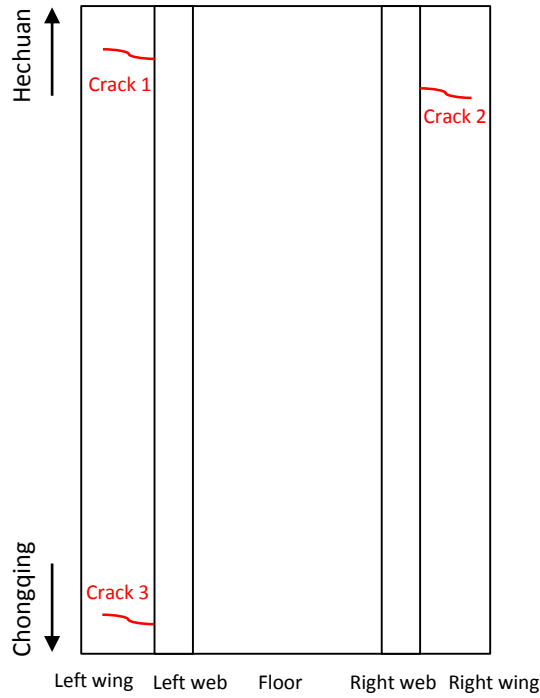 Hechuan
Crack 1
Crack 2
Chongqing
Crack 3
Left wing Left web Floor Right web Right wing